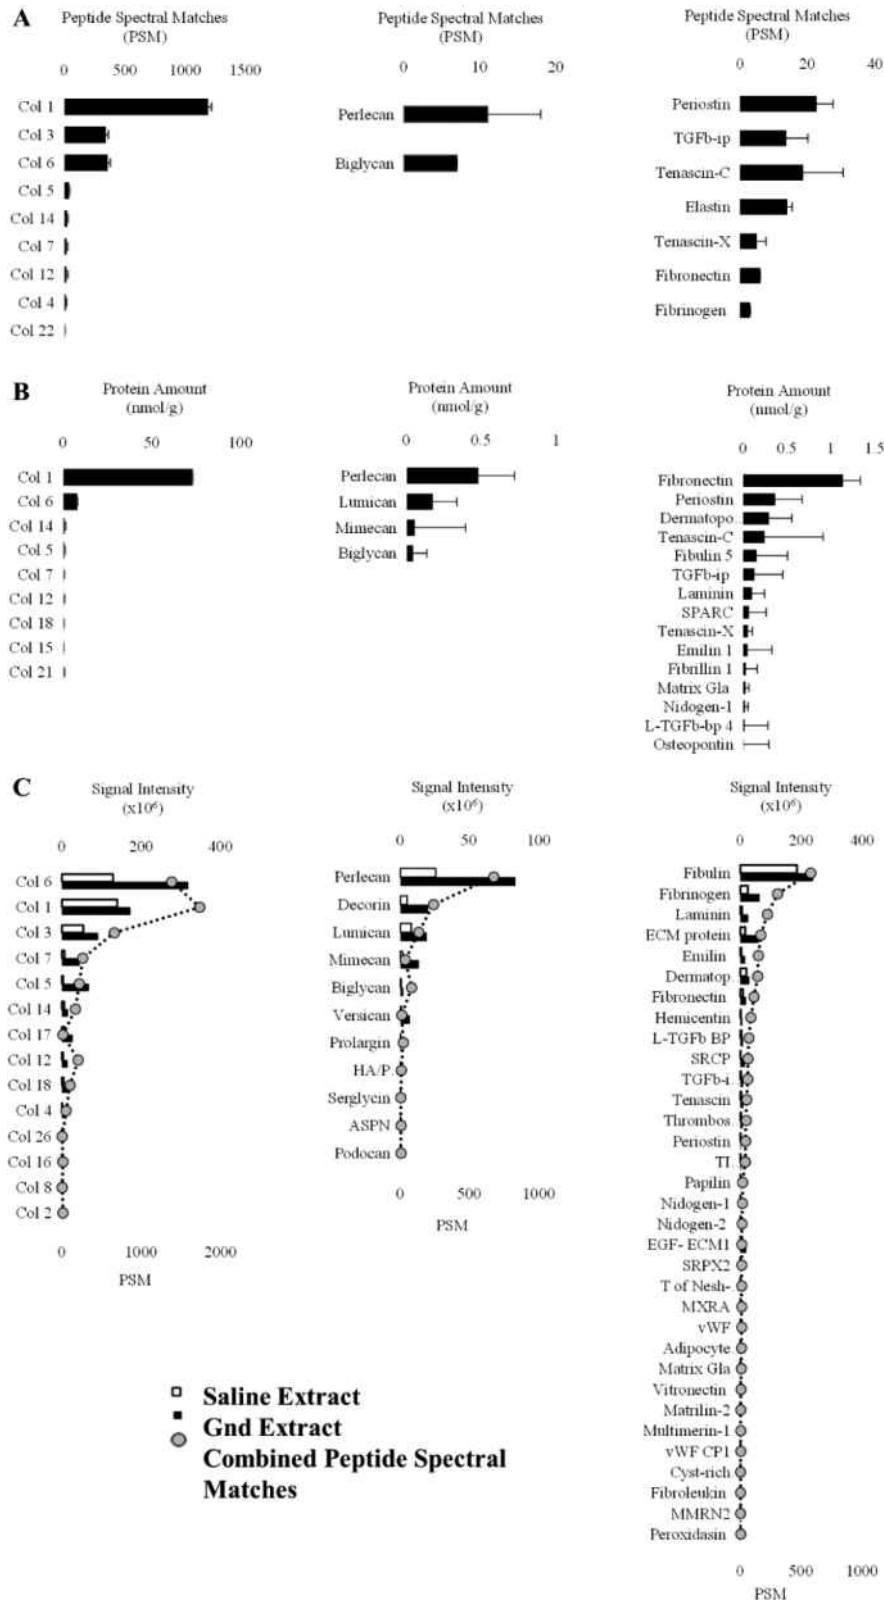 A
Peptide Spectral Matches
(PSM)
0 500 1000 1500
Col 1
Col 3
Col 6
Col 5
Col 14
Col 7
Col 12
Col 4
Col 22
Peptide Spectral Matches
(PSM)
0 10 20
Perlecan
Biglycan
Peptide Spectral Matches
(PSM)
0 20 40
Periostin
TGFb-ip
Tenascin-C
Elastin
Tenascin-X
Fibronectin
Fibrinogen
B
Protein Amount
(nmol/g)
0 50 100
Col 1
Col 6
Col 14
Col 5
Col 7
Col 12
Col 18
Col 15
Col 21
Protein Amount
(nmol/g)
0 0.5 1
Perlecan
Lumican
Mimecan
Biglycan
Protein Amount
(nmol/g)
0 0.5 1 1.5
Fibronectin
Periostin
Dermatopo.
Tenascin-C
Fibulin 5
TGFb-ip
Laminin
SPARC
Tenascin-X
Emilin 1
Fibrillin 1
Matrix Gla
Nidogen-1
L-TGFb-bp 4
Osteopontin
C
Signal Intensity
(x10⁶)
0 200 400
Col 6
Col 1
Col 3
Col 7
Col 5
Col 14
Col 17
Col 12
Col 18
Col 4
Col 26
Col 16
Col 8
Col 2
0 1000 2000
PSM
Signal Intensity
(x10⁶)
0 50 100
Perlecan
Decorin
Lumican
Mimecan
Biglycan
Versican
Prolargin
HA/P.
Serglycin
ASPN
Podocan
0 500 1000
PSM
Signal Intensity
(x10⁶)
0 200 400
Fibulin
Fibrinogen
Laminin
ECM protein
Emilin
Dermatop.
Fibronectin
Hemicentin
L-TGFb BP
SRCP
TGFb-i.
Tenascin
Thrombos.
Periostin
TI.
Papilin
Nidogen-1
Nidogen-2
EGF- ECM1
SRPX2
T of Nesh-.
MXRA
vWF
Adipocyte.
Matrix Gla
Vitronectin
Matrilin-2
Multimerin-1
vWF CP1
Cyst-rich
Fibroleukin
MMRN2
Peroxidasin
0 500 1000
PSM
Saline Extract
Gnd Extract
Combined Peptide Spectral
Matches